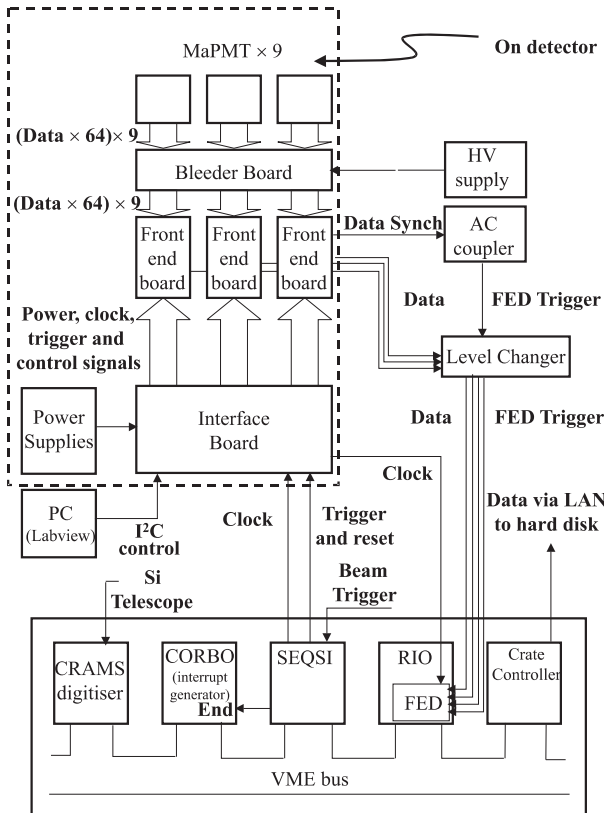 MaPMT × 9
On detector
(Data × 64)× 9
Bleeder Board
HV
supply
(Data × 64) × 9
Front
end
board
Front
end
board
Front
end
board
Data Synch
AC
coupler
Data
FED Trigger
Power, clock,
trigger and
control signals
Level Changer
Power
Supplies
Interface
Board
Data
FED Trigger
Clock
PC
(Labview)
I²C
control
Clock
Trigger
and reset
Data via LAN
to hard disk
Si
Telescope
Beam
Trigger
CRAMS
digitiser
CORBO
(interrupt
generator)
End
SEQSI
RIO
FED
Crate
Controller
VME bus